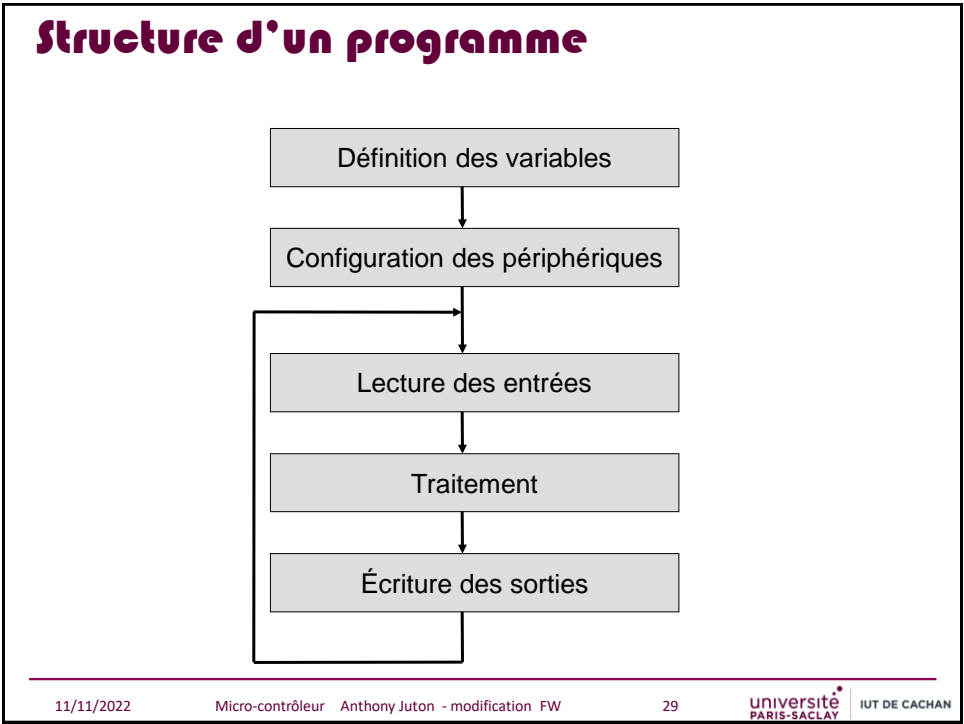 Structure d'un programme
Définition des variables
Configuration des périphériques
Lecture des entrées
Traitement
Écriture des sorties
11/11/2022 Micro-contrôleur Anthony Juton - modification FW 29
université
PARIS-SACLAY
IUT DE CACHAN